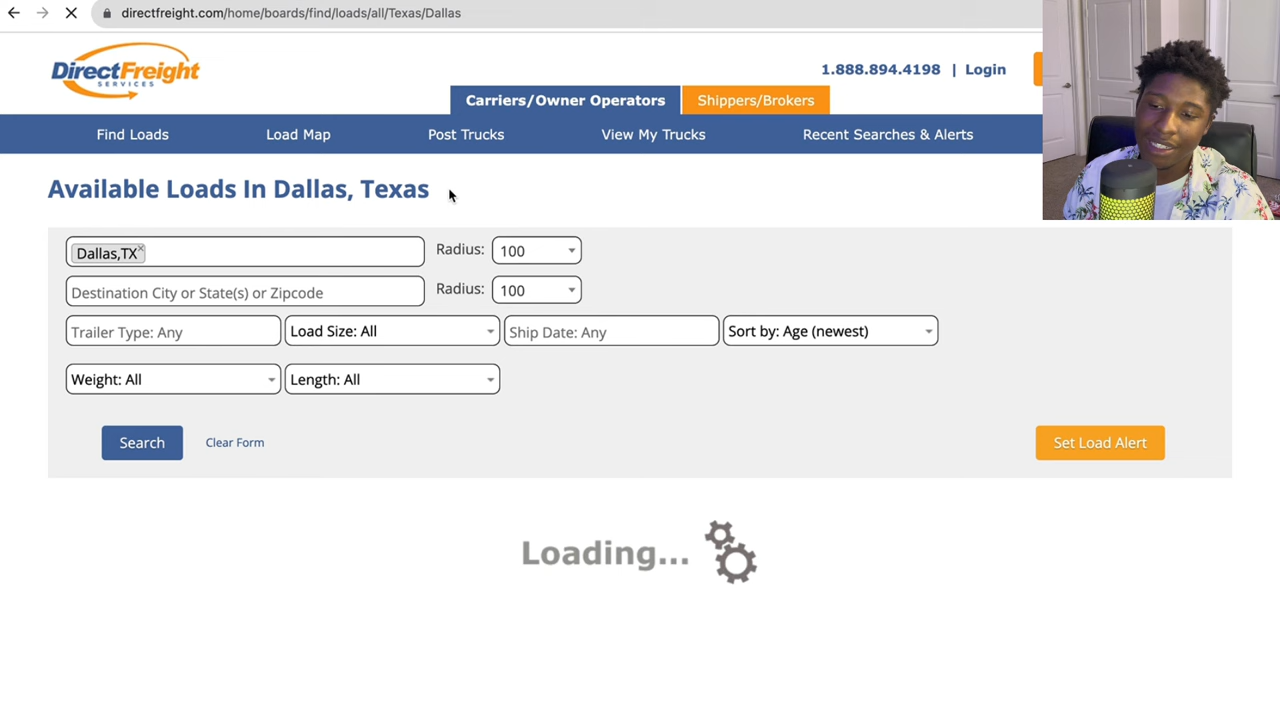 directfreight.com/home/boards/find/loads/all/Texas/Dallas
DirectFreight
SERVICES
1.888.894.4198 | Login
Carriers/Owner Operators
Shippers/Brokers
Find Loads
Load Map
Post Trucks
View My Trucks
Recent Searches & Alerts
Available Loads In Dallas, Texas
Dallas,TX
Radius: 100
Destination City or State(s) or Zipcode
Radius: 100
Trailer Type: Any
Load Size: All
Ship Date: Any
Sort by: Age (newest)
Weight: All
Length: All
Search
Clear Form
Set Load Alert
Loading...